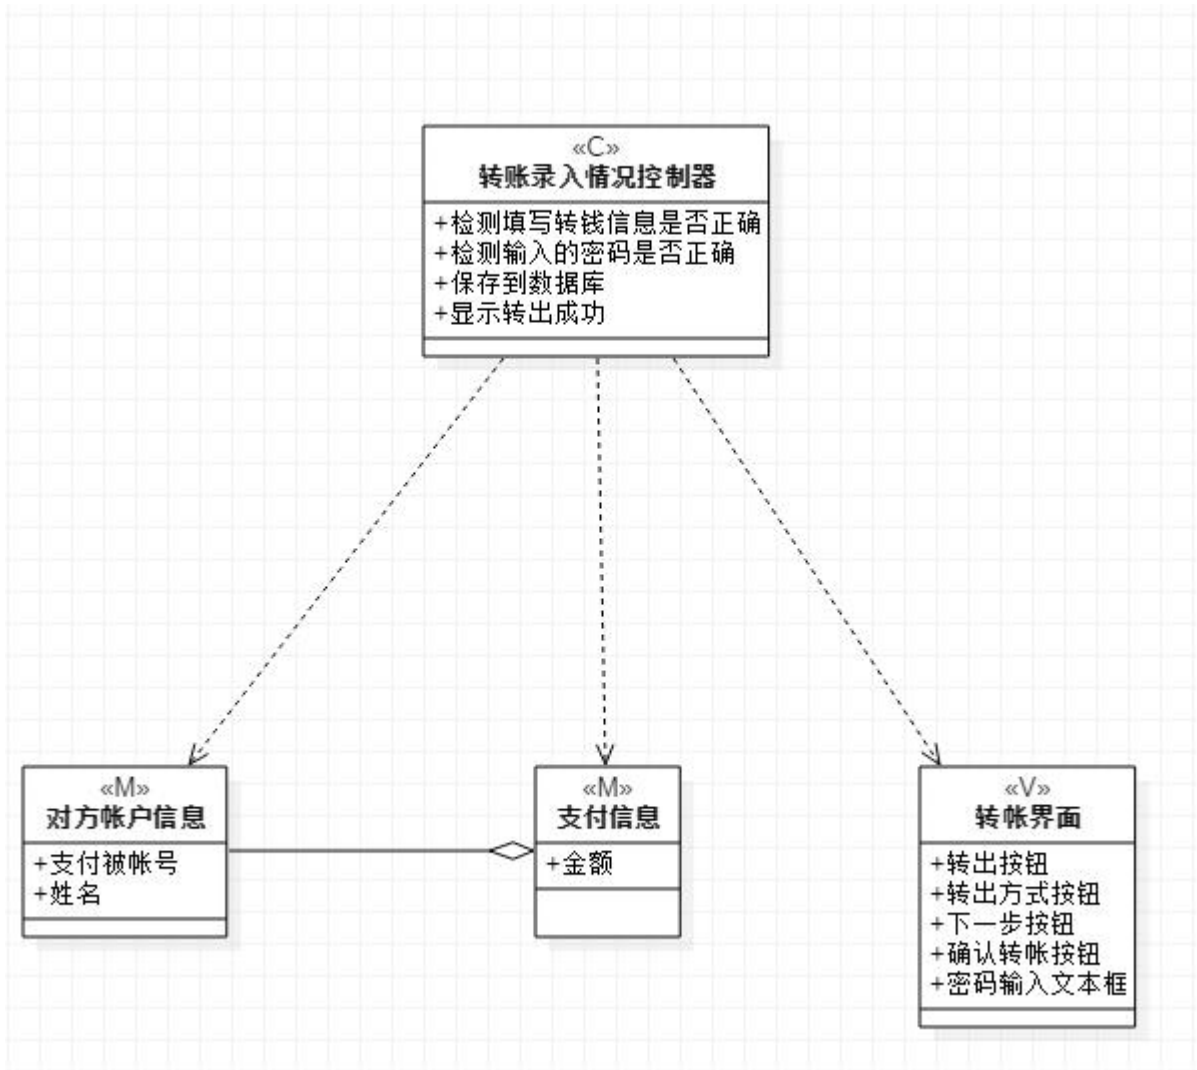 «C»
转账录入情况控制器
+检测填写转钱信息是否正确
+检测输入的密码是否正确
+保存到数据库
+显示转出成功
«M»
对方帐户信息
+支付被帐号
+姓名
«M»
支付信息
+金额
«V»
转帐界面
+转出按钮
+转出方式按钮
+下一步按钮
+确认转帐按钮
+密码输入文本框